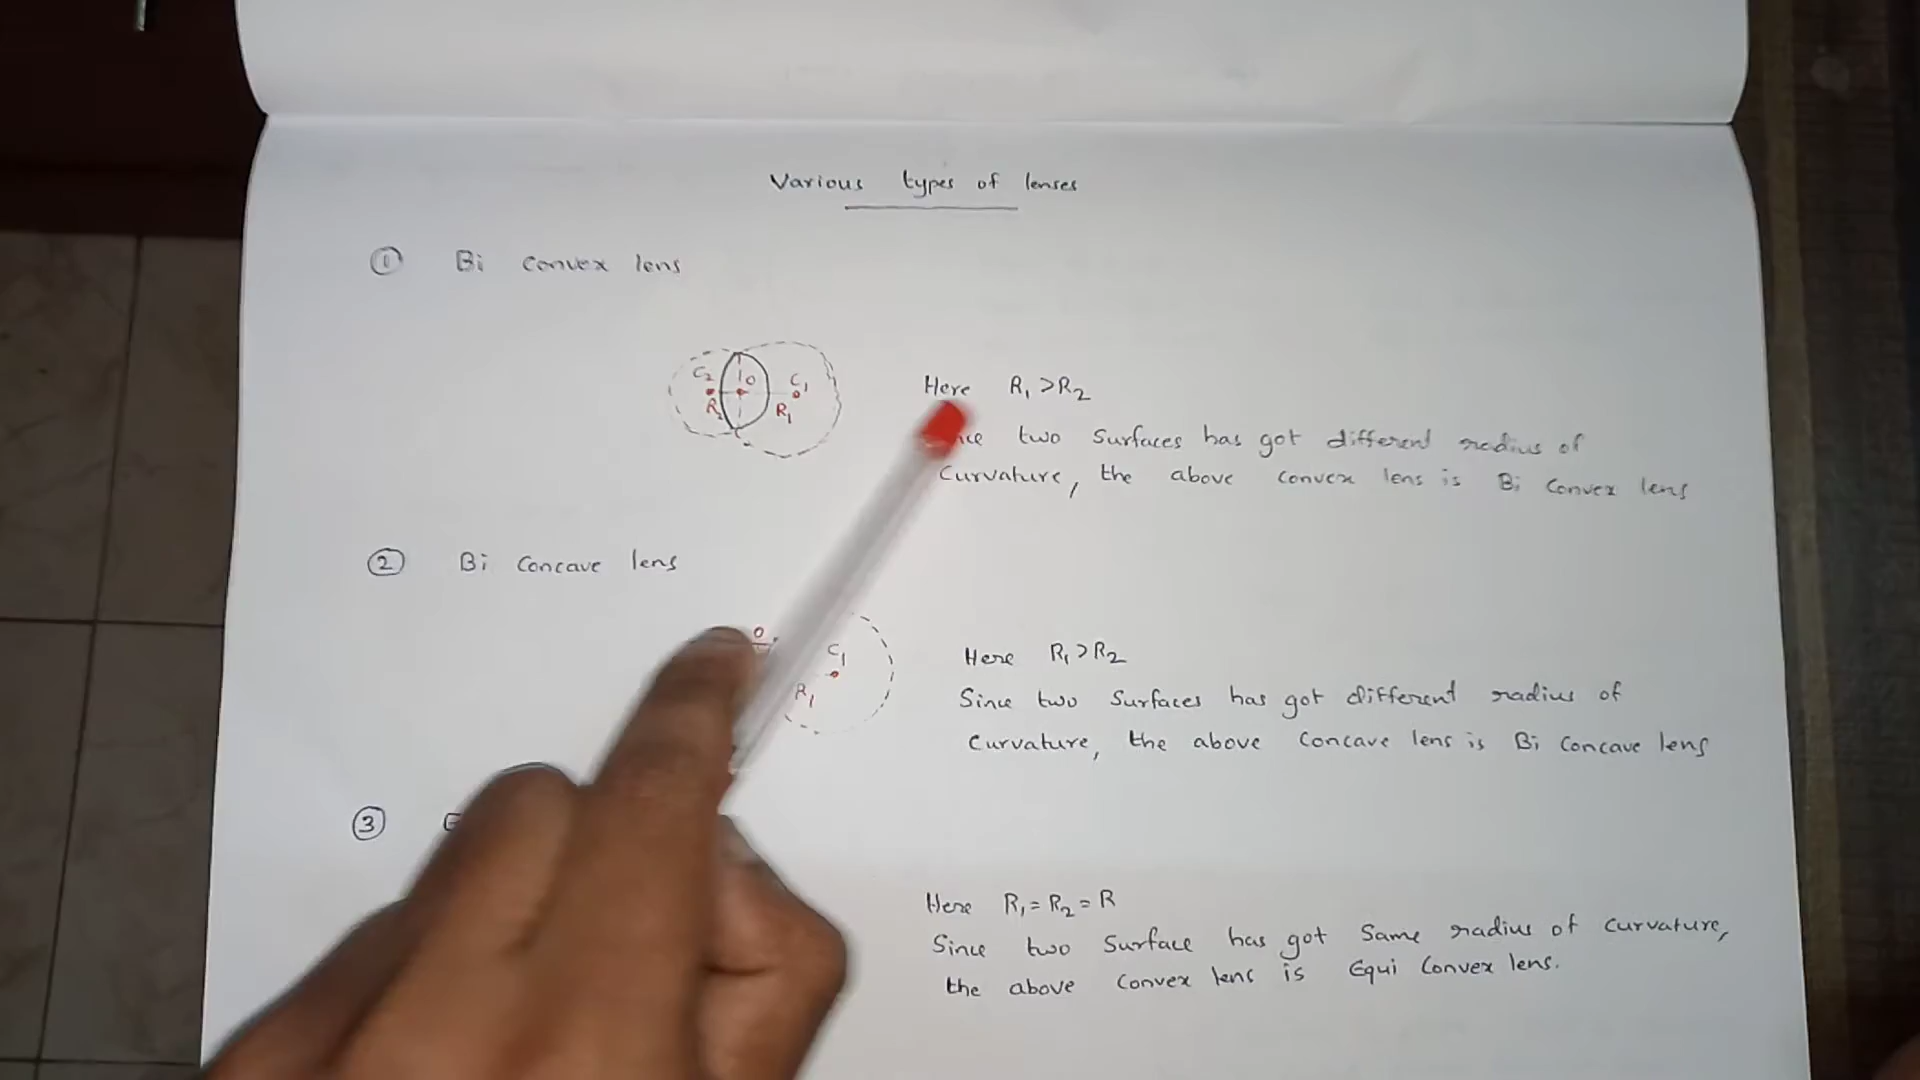 Various types of lenses
① Bi convex lens
C2 O C1
R2 R1
Here R1 >R2
two Surfaces has got different radius of
Curvature, the above convex lens is Bi Convex lens
② Bi Concave lens
O
C1
R1
Here R1 >R2
Since two Surfaces has got different radius of
Curvature, the above Concave lens is Bi Concave lens
③
Here R1 = R2 = R
Since two Surface has got Same radius of curvature,
the above Convex lens is Equi Convex lens.